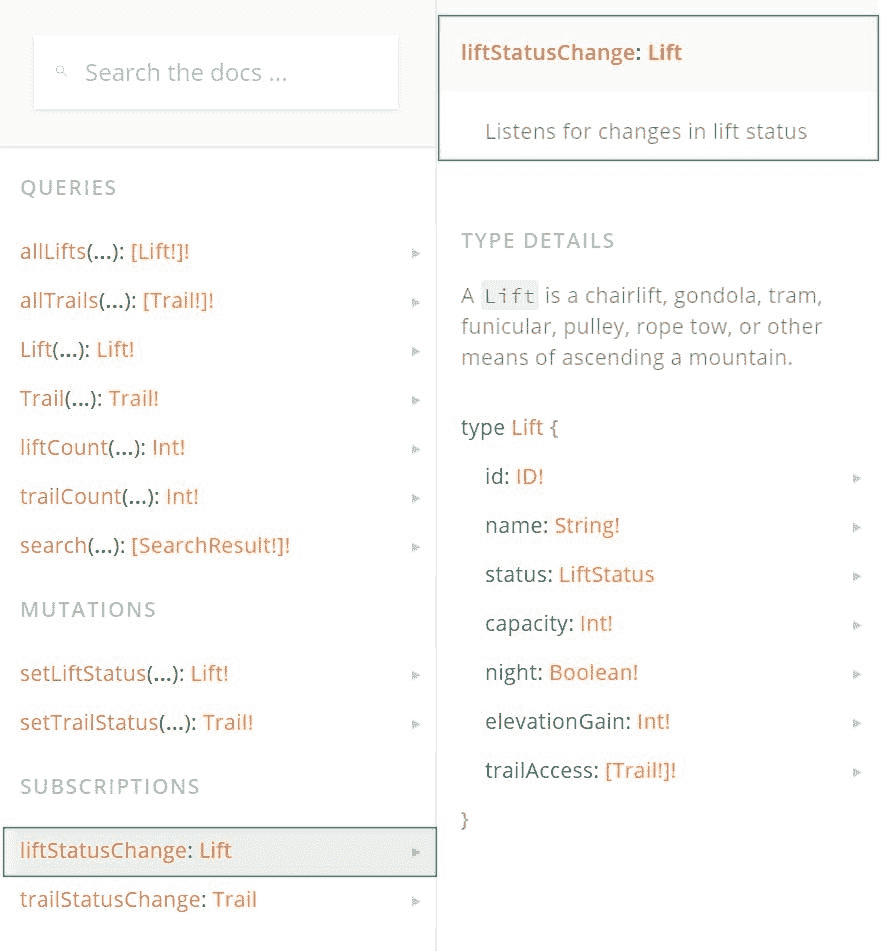 Search the docs ...
QUERIES
allLifts(...): [Lift!]!
allTrails(...): [Trail!]!
Lift(...): Lift!
Trail(...): Trail!
liftCount(...): Int!
trailCount(...): Int!
search(...): [SearchResult!]!
MUTATIONS
setLiftStatus(...): Lift!
setTrailStatus(...): Trail!
SUBSCRIPTIONS
liftStatusChange: Lift
trailStatusChange: Trail
liftStatusChange: Lift
Listens for changes in lift status
TYPE DETAILS
A Lift is a chairlift, gondola, tram,
funicular, pulley, rope tow, or other
means of ascending a mountain.
type Lift {
id: ID!
name: String!
status: LiftStatus
capacity: Int!
night: Boolean!
elevationGain: Int!
trailAccess: [Trail!]!
}